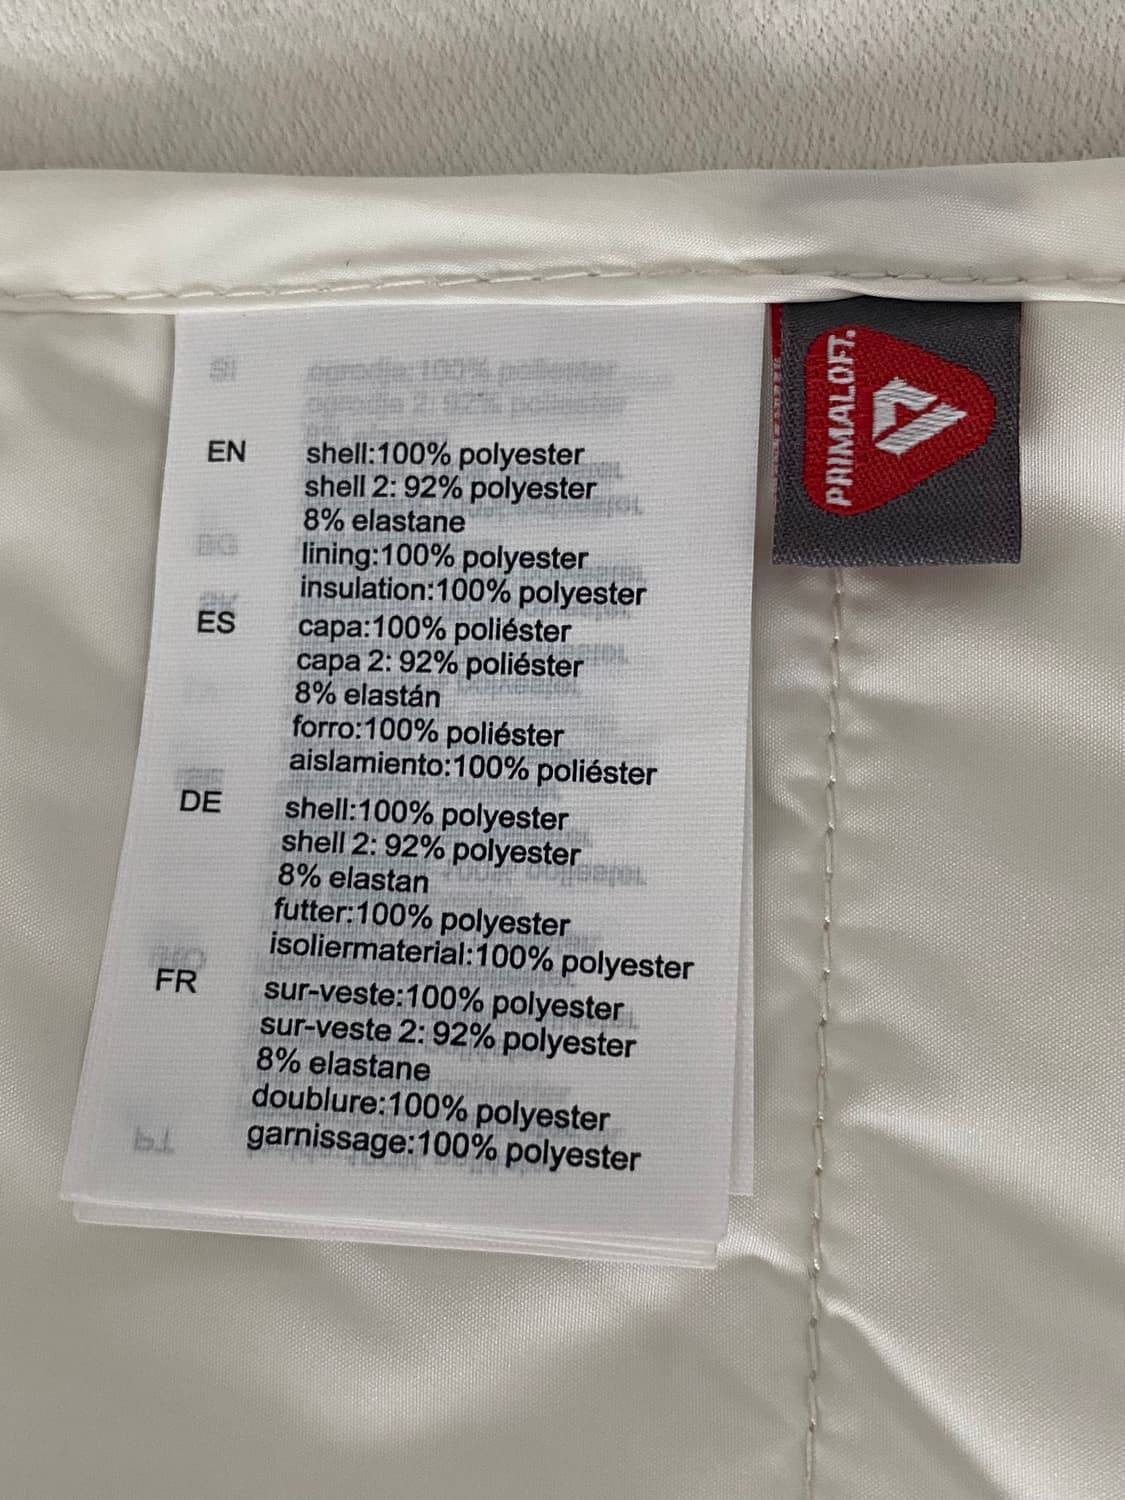 EN shell:100% polyester
shell 2: 92% polyester
8% elastane
lining:100% polyester
insulation:100% polyester
ES capa:100% poliéster
capa 2: 92% poliéster
8% elastán
forro:100% poliéster
aislamiento:100% poliéster
DE shell:100% polyester
shell 2: 92% polyester
8% elastan
futter:100% polyester
isoliermaterial:100% polyester
FR sur-veste:100% polyester
sur-veste 2: 92% polyester
8% elastane
doublure:100% polyester
garnissage:100% polyester
PRIMALOFT.